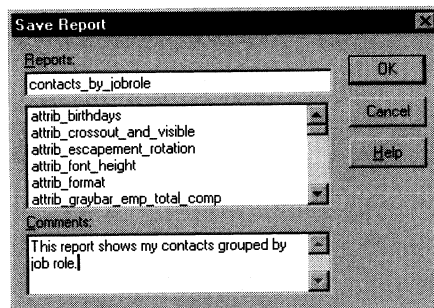 Save Report
Reports:
contacts_by_jobrole
OK
attrib_birthdays
attrib_crossout_and_visible
attrib_escapement_rotation
attrib_font_height
attrib_format
attrib_graybar_emp_total_comp
Cancel
Help
Comments:
This report shows my contacts grouped by
job role.